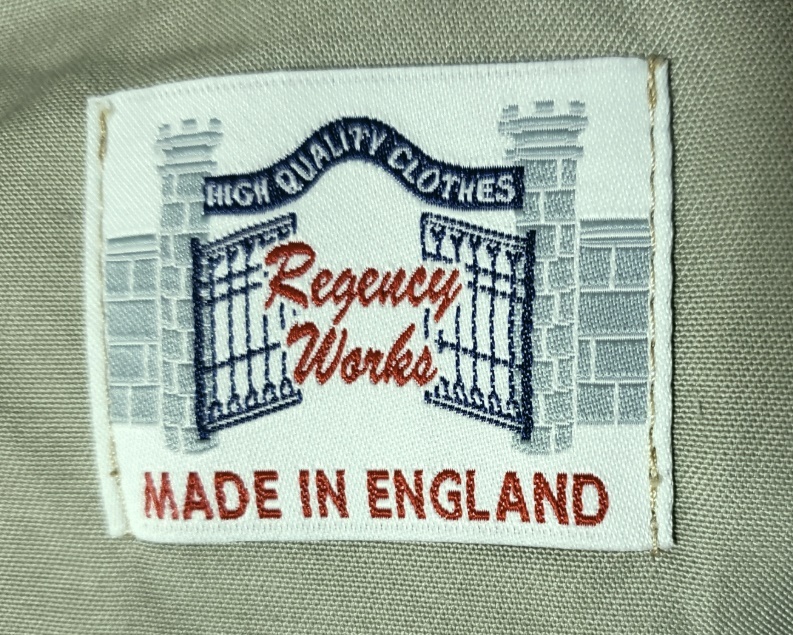 HIGH QUALITY CLOTHES
Regency
Works
MADE IN ENGLAND